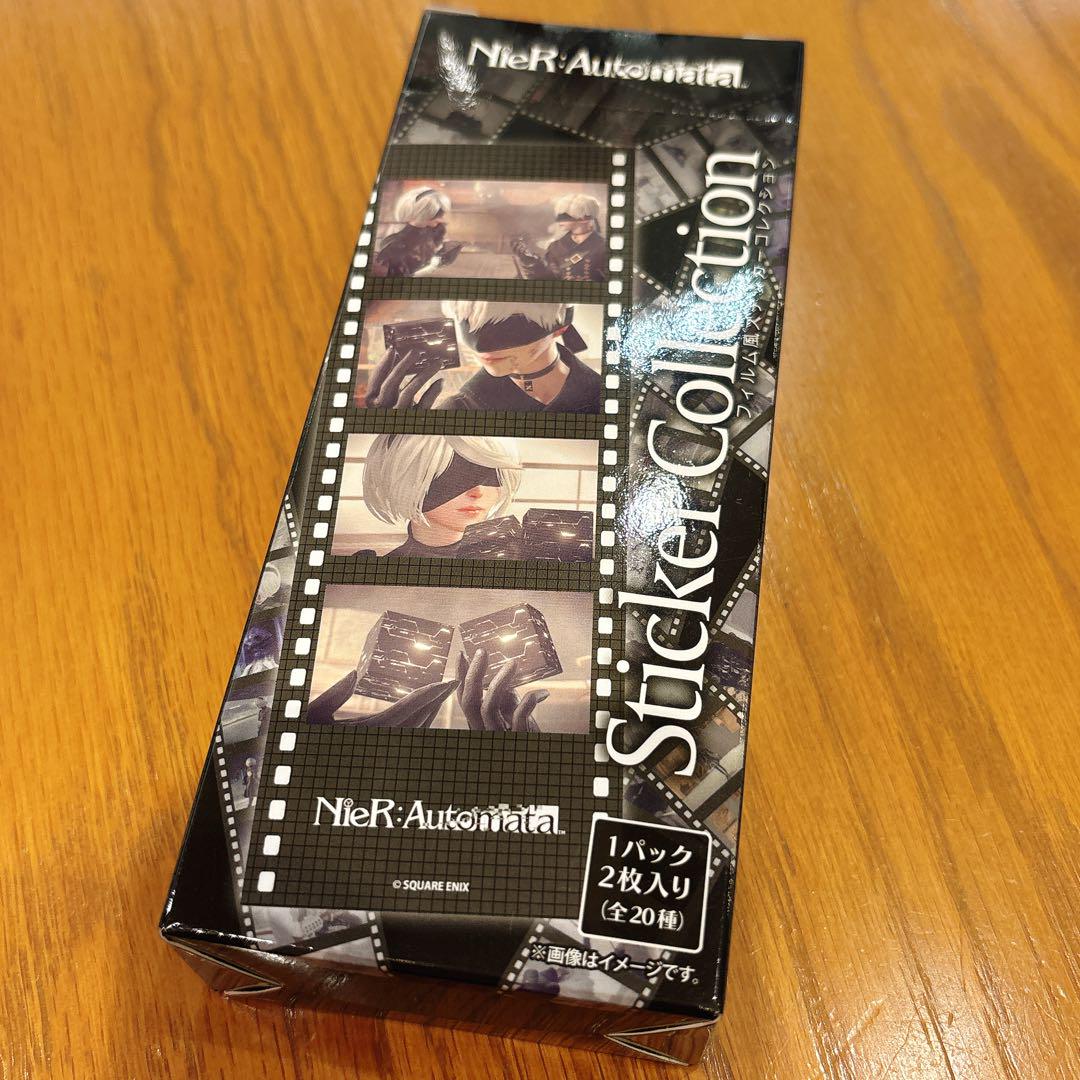 NieR:Automata™
Sticker Collection
フィルム風ステッカーコレクション
NieR:Automata™
© SQUARE ENIX
1パック
2枚入り
(全20種)
※画像はイメージです。